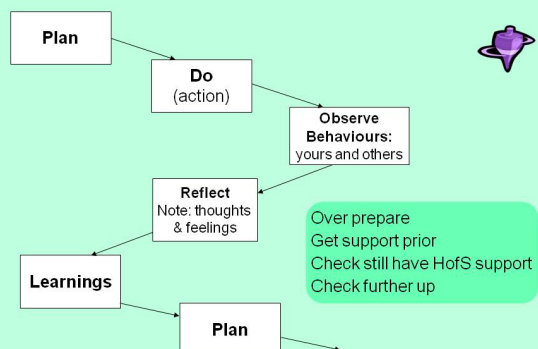 Plan
Do
(action)
Observe
Behaviours:
yours and others
Reflect
Note: thoughts
& feelings
Over prepare
Get support prior
Check still have HofS support
Check further up
Learnings
Plan